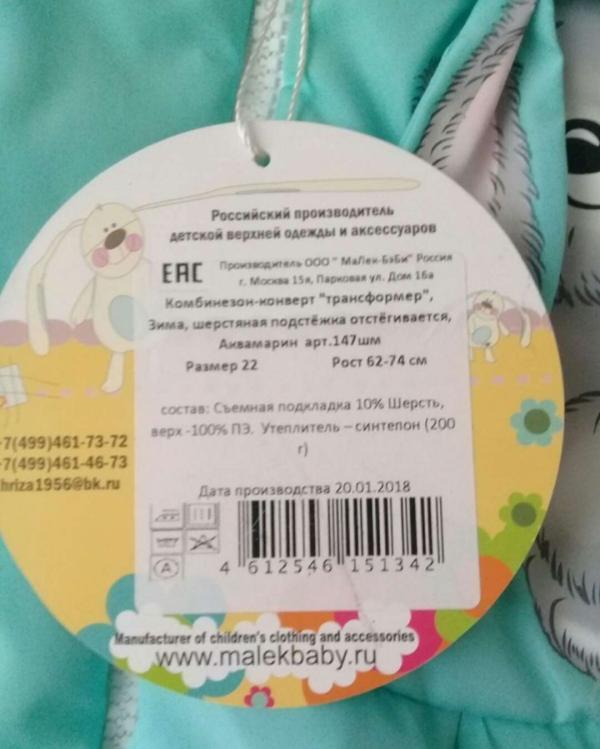 Российский производитель
детской верхней одежды и аксессуаров
EAC
Производитель ООО " МаЛек-БэБи" Россия
г. Москва 15я, Парковая ул. Дом 16а
Комбинезон-конверт "трансформер",
Зима, шерстяная подстёжка отстёгивается,
Аквамарин арт.147шм
Размер 22 Рост 62-74 см
состав: Съемная подкладка 10% Шерсть,
верх -100% ПЭ. Утеплитель – синтепон (200
г)
7(499)461-73-72
7(499)461-46-73
hriza1956@bk.ru
Дата производства 20.01.2018
A
4 612546 151342
Manufacturer of children's clothing and accessories
www.malekbaby.ru